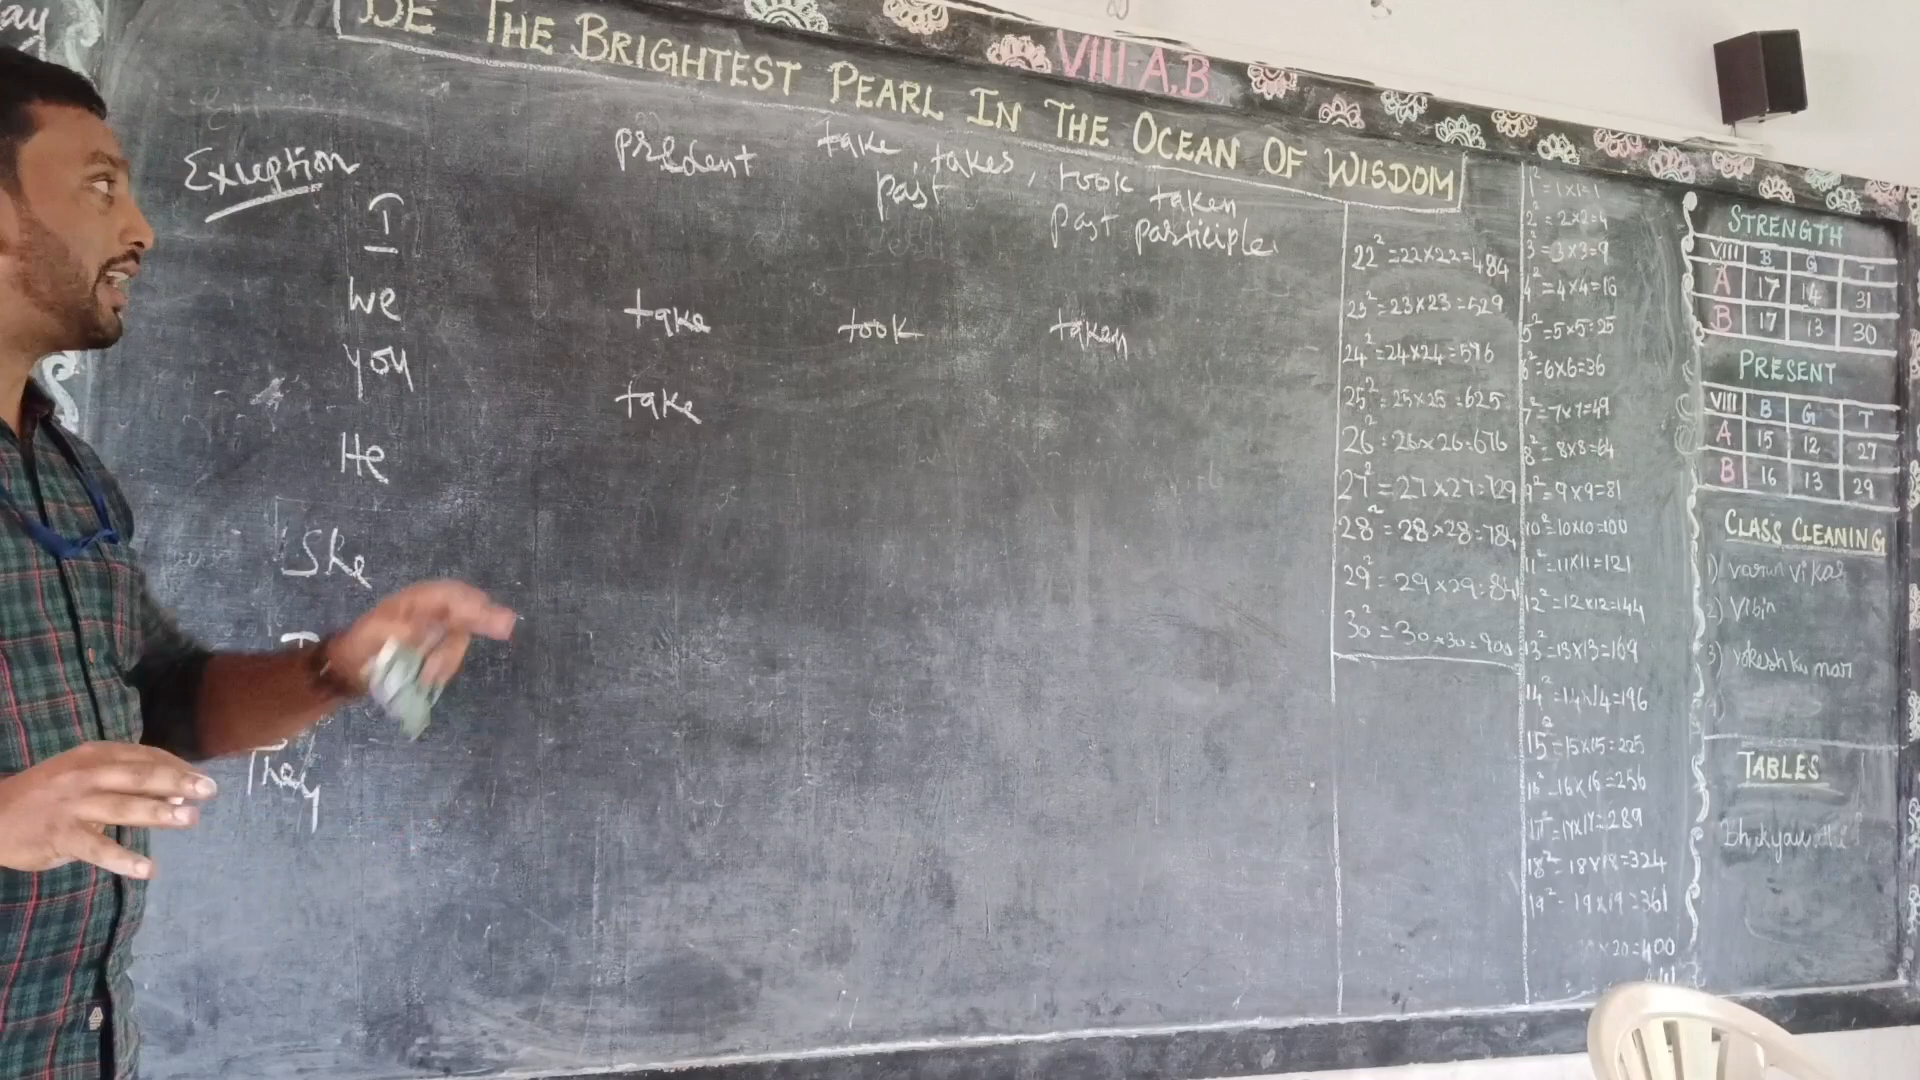 BE THE BRIGHTEST PEARL IN THE OCEAN OF WISDOM
VIII-A,B
Exception
I
we
you
He
She
They
take, takes, took taken
present past past participle
take took taken
take
22² = 22×22 = 484
23² = 23×23 = 529
24² = 24×24 = 576
25² = 25×25 = 625
26² = 26×26 = 676
27² = 27×27 = 729
28² = 28×28 = 784
29² = 29×29 = 841
30² = 30×30 = 900
1² = 1×1=1
2² = 2×2=4
3² = 3×3=9
4² = 4×4=16
5² = 5×5=25
6² = 6×6=36
7² = 7×7=49
8² = 8×8=64
9² = 9×9=81
10² = 10×10=100
11² = 11×11=121
12² = 12×12=144
13² = 13×13=169
14² = 14×14=196
15² = 15×15=225
16² = 16×16=256
17² = 17×17=289
18² = 18×18=324
19² = 19×19=361
×20=400
STRENGTH
VIII B G T
A 17 14 31
B 17 13 30
PRESENT
VIII B G T
A 15 12 27
B 16 13 29
CLASS CLEANING
1) varun vikas
2) Vibin
3) Yokesh kumar
TABLES